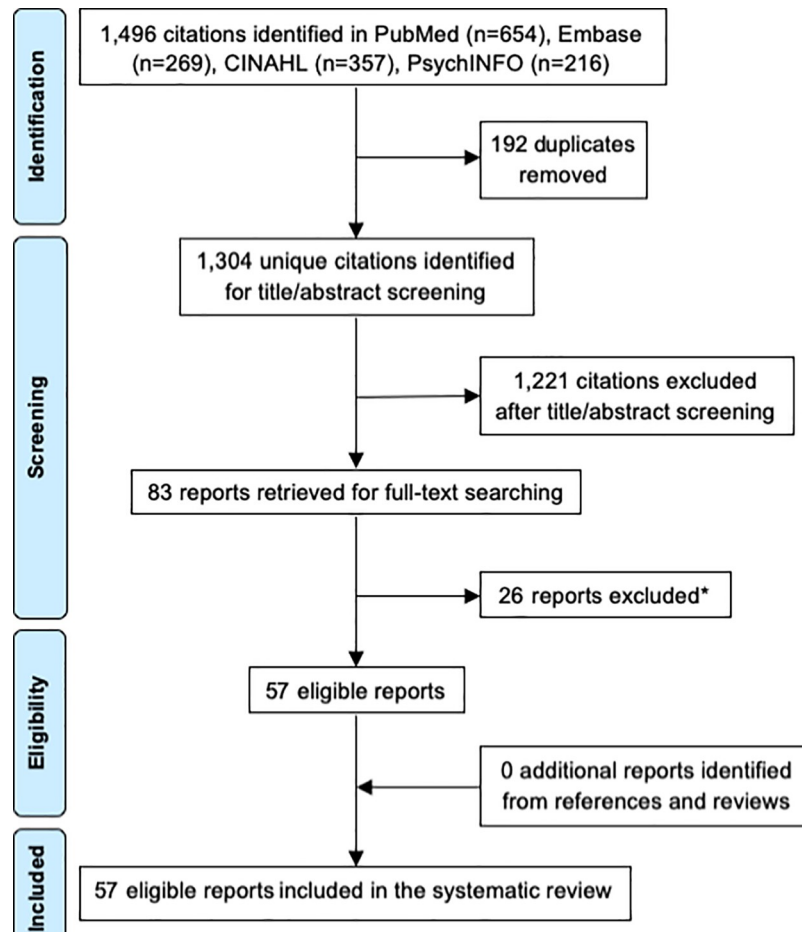 Identification
1,496 citations identified in PubMed (n=654), Embase
(n=269), CINAHL (n=357), PsychINFO (n=216)
192 duplicates
removed
Screening
1,304 unique citations identified
for title/abstract screening
1,221 citations excluded
after title/abstract screening
83 reports retrieved for full-text searching
26 reports excluded*
Eligibility
57 eligible reports
0 additional reports identified
from references and reviews
Included
57 eligible reports included in the systematic review